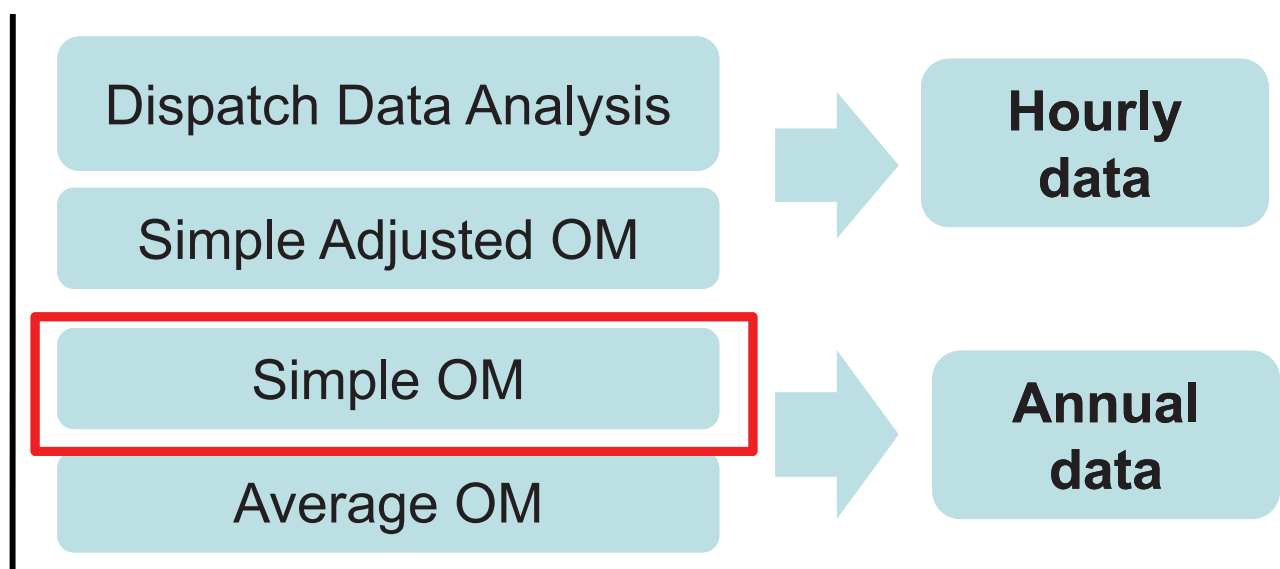 Dispatch Data Analysis
Simple Adjusted OM
Hourly
data
Simple OM
Average OM
Annual
data